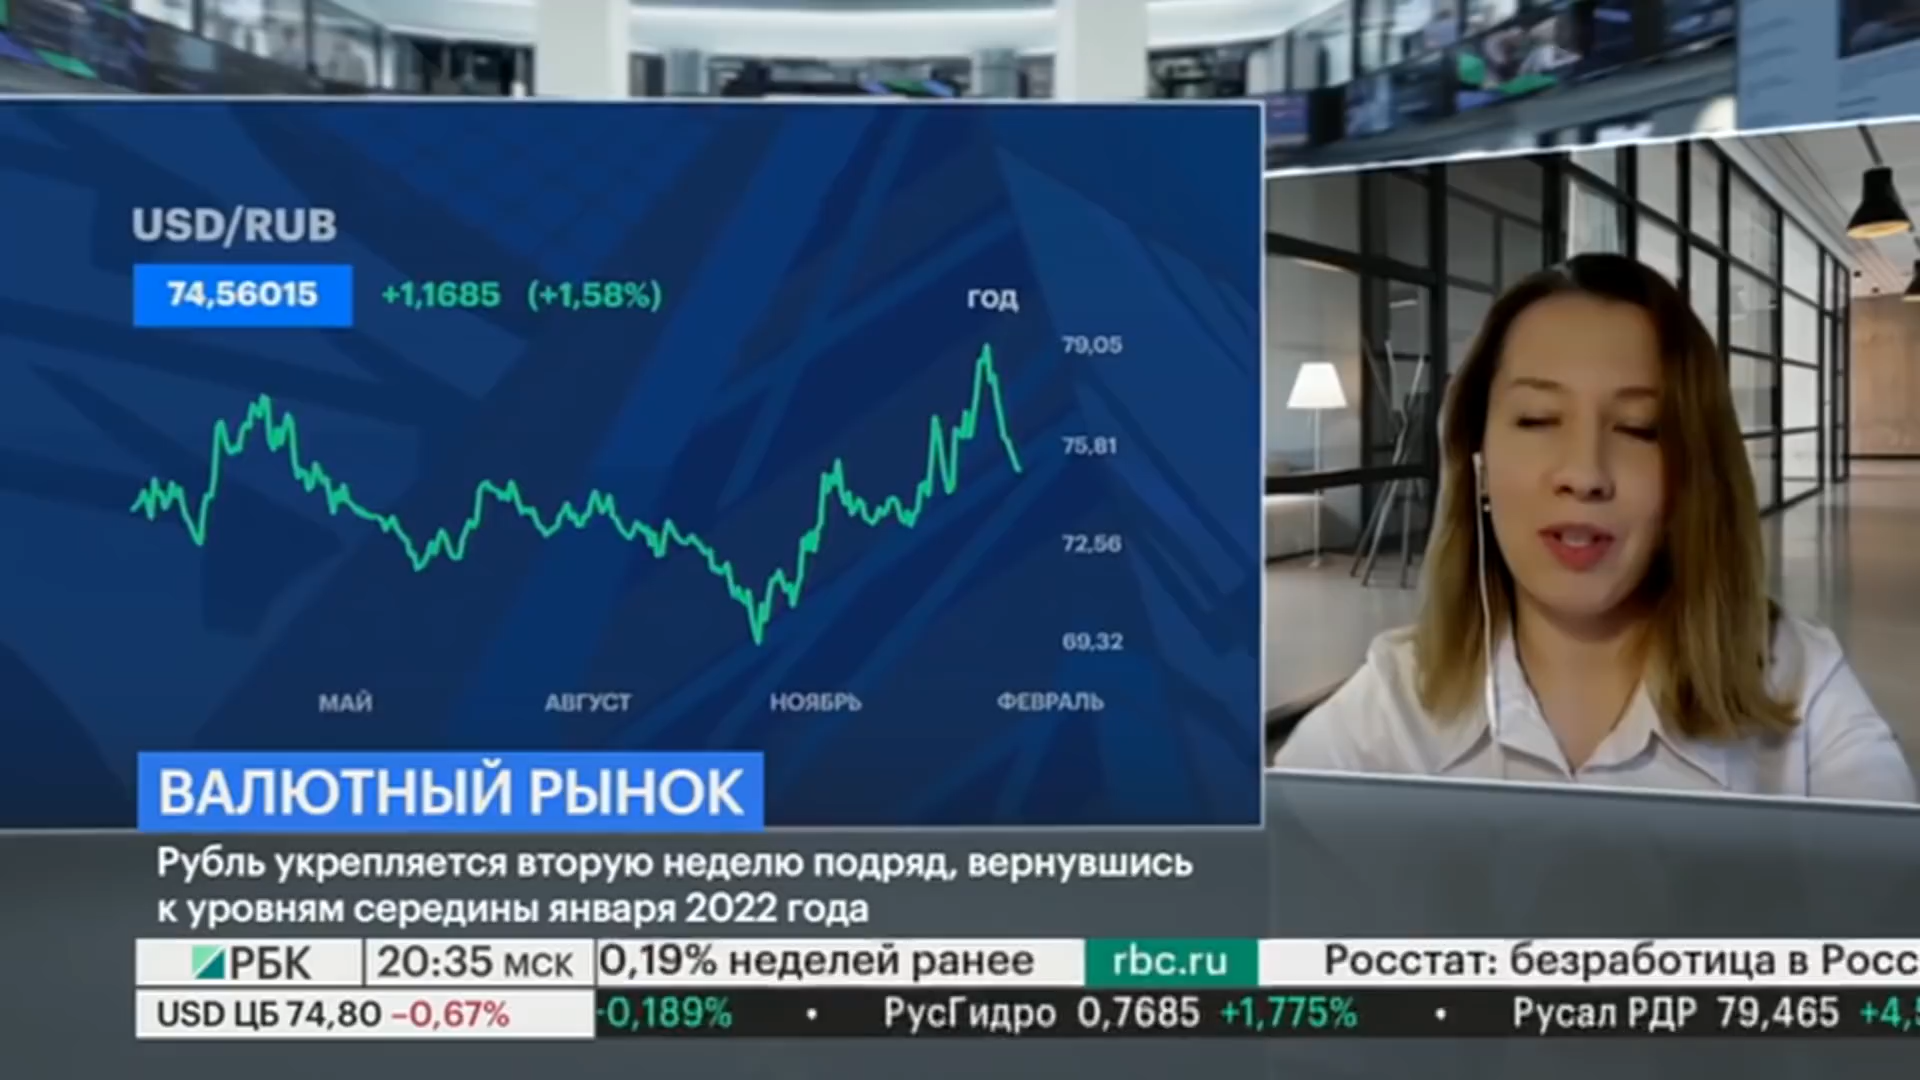 USD/RUB
74,56015 +1,1685 (+1,58%)
ГОД
79,05
75,81
72,56
69,32
МАЙ АВГУСТ НОЯБРЬ ФЕВРАЛЬ
ВАЛЮТНЫЙ РЫНОК
Рубль укрепляется вторую неделю подряд, вернувшись
к уровням середины января 2022 года
РБК 20:35 МСК 0,19% неделей ранее rbc.ru Росстат: безработица в Росс
USD ЦБ 74,80 -0,67% -0,189% • РусГидро 0,7685 +1,775% • Русал РДР 79,465 +4,5